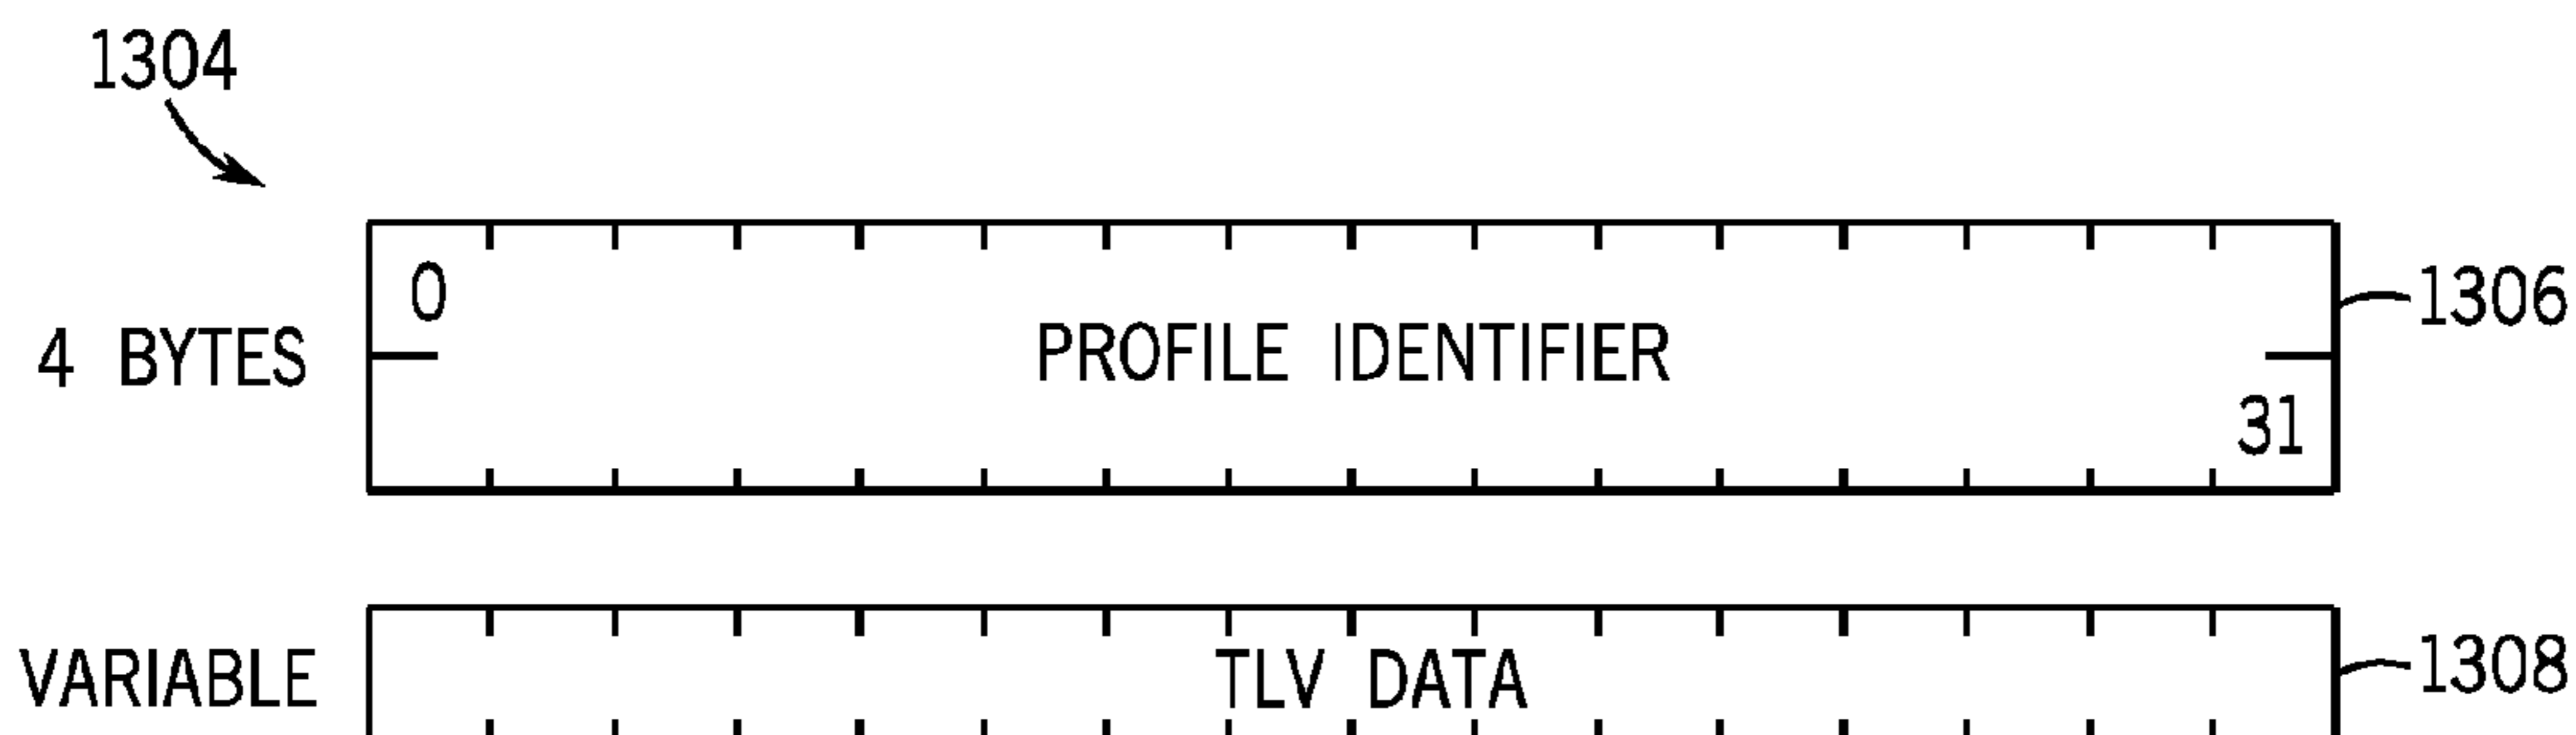 1304
0
4 BYTES PROFILE IDENTIFIER 1306
31
VARIABLE TLV DATA 1308